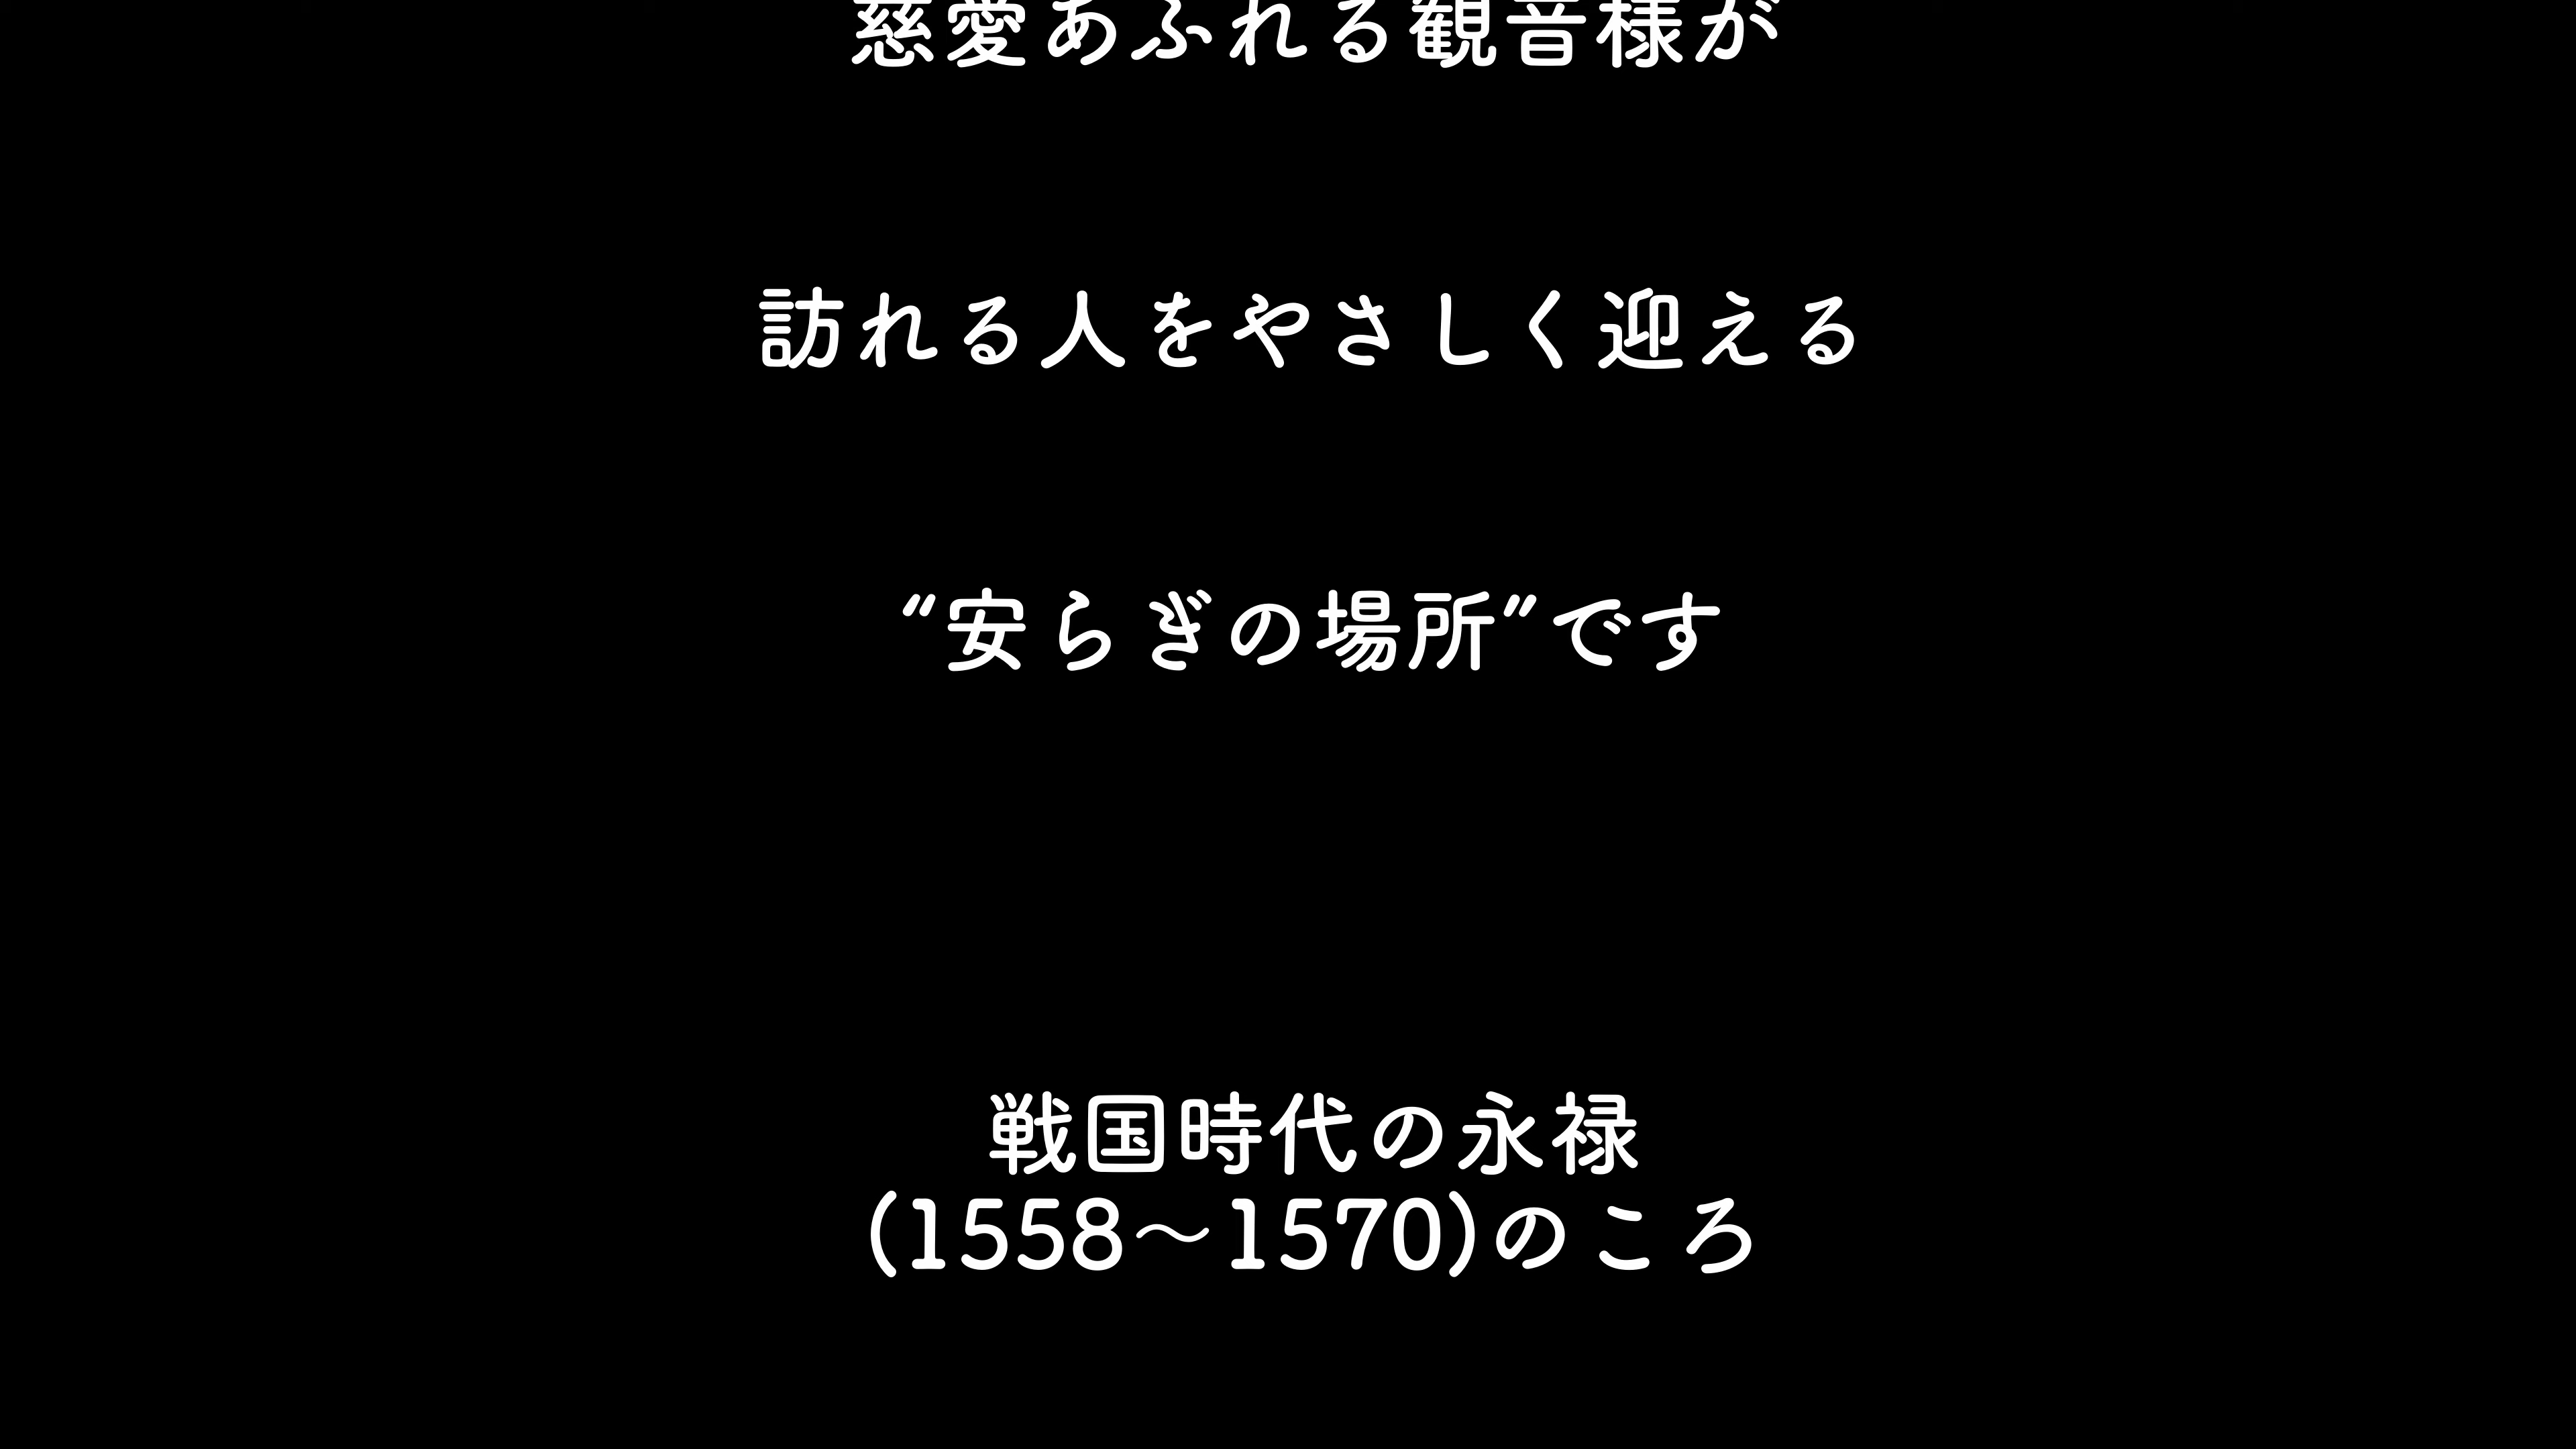 慈愛あふれる観音様が
訪れる人をやさしく迎える
“安らぎの場所”です
戦国時代の永禄
(1558～1570)のころ